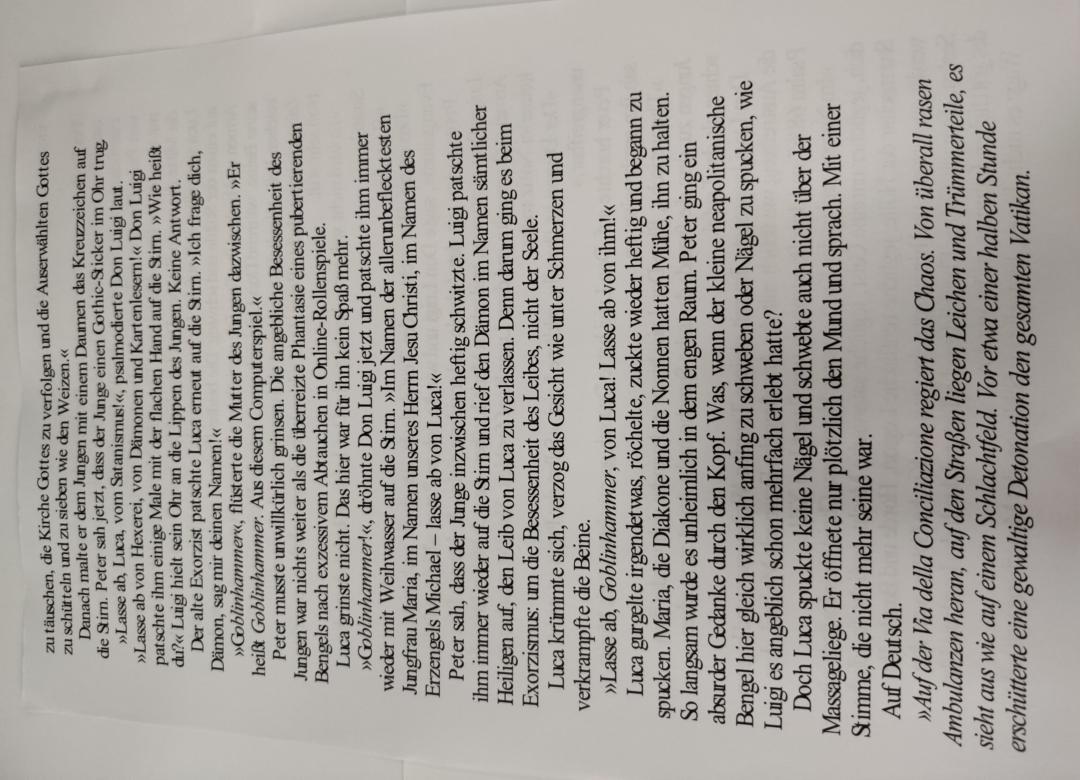 zu täuschen, die Kirche Gottes zu verfolgen und die Auserwählten Gottes
zu schütteln und zu sieben wie den Weizen.«
Danach malte er dem Jungen mit einem Daumen das Kreuzzeichen auf
die Stirn. Peter sah jetzt, dass der Junge einen Gothic-Sticker im Ohr trug.
»Lasse ab, Luca, vom Satanismus!«, psalmodierte Don Luigi laut.
»Lasse ab von Hexerei, von Dämonen und Kartenlesern!« Don Luigi
patschte ihm einige Male mit der flachen Hand auf die Stirn. »Wie heißt
du?« Luigi hielt sein Ohr an die Lippen des Jungen. Keine Antwort.
Der alte Exorzist patschte Luca erneut auf die Stirn. »Ich frage dich,
Dämon, sag mir deinen Namen!«
»Goblinhammer«, flüsterte die Mutter des Jungen dazwischen. »Er
heißt Goblinhammer. Aus diesem Computerspiel.«
Peter musste unwillkürlich grinsen. Die angebliche Besessenheit des
Jungen war nichts weiter als die überreizte Phantasie eines pubertierenden
Bengels nach exzessivem Abtauchen in Online-Rollenspiele.
Luca grinste nicht. Das hier war für ihn kein Spaß mehr.
»Goblinhammer!«, dröhnte Don Luigi jetzt und patschte ihm immer
wieder mit Weihwasser auf die Stirn. »Im Namen der allerunbeflecktesten
Jungfrau Maria, im Namen unseres Herrn Jesu Christi, im Namen des
Erzengels Michael – lasse ab von Luca!«
Peter sah, dass der Junge inzwischen heftig schwitzte. Luigi patschte
ihm immer wieder auf die Stirn und rief den Dämon im Namen sämtlicher
Heiligen auf, den Leib von Luca zu verlassen. Denn darum ging es beim
Exorzismus: um die Besessenheit des Leibes, nicht der Seele.
Luca krümmte sich, verzog das Gesicht wie unter Schmerzen und
verkrampfte die Beine.
»Lasse ab, Goblinhammer, von Luca! Lasse ab von ihm!«
Luca gurgelte irgendetwas, röchelte, zuckte wieder heftig und begann zu
spucken. Maria, die Diakone und die Nonnen hatten Mühe, ihn zu halten.
So langsam wurde es unheimlich in dem engen Raum. Peter ging ein
absurder Gedanke durch den Kopf. Was, wenn der kleine neapolitanische
Bengel hier gleich wirklich anfing zu schweben oder Nägel zu spucken, wie
Luigi es angeblich schon mehrfach erlebt hatte?
Doch Luca spuckte keine Nägel und schwebte auch nicht über der
Massageliege. Er öffnete nur plötzlich den Mund und sprach. Mit einer
Stimme, die nicht mehr seine war.
Auf Deutsch.
»Auf der Via della Conciliazione regiert das Chaos. Von überall rasen
Ambulanzen heran, auf den Straßen liegen Leichen und Trümmerteile, es
sieht aus wie auf einem Schlachtfeld. Vor etwa einer halben Stunde
erschütterte eine gewaltige Detonation den gesamten Vatikan.